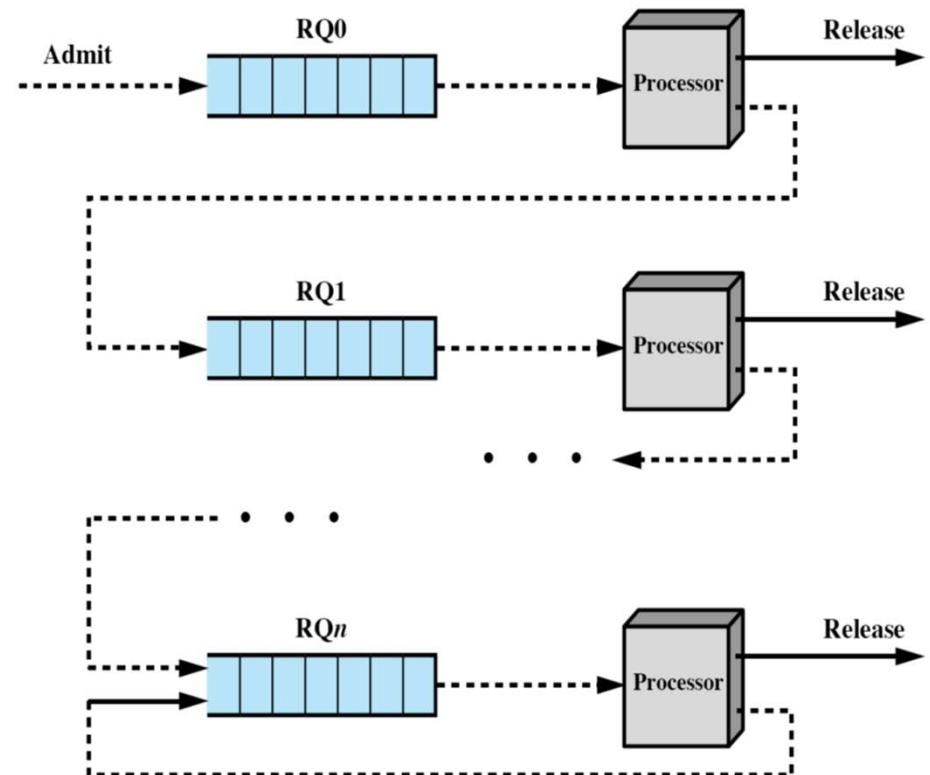 RQ0
Admit
Processor
Release
RQ1
Processor
Release
RQn
Processor
Release